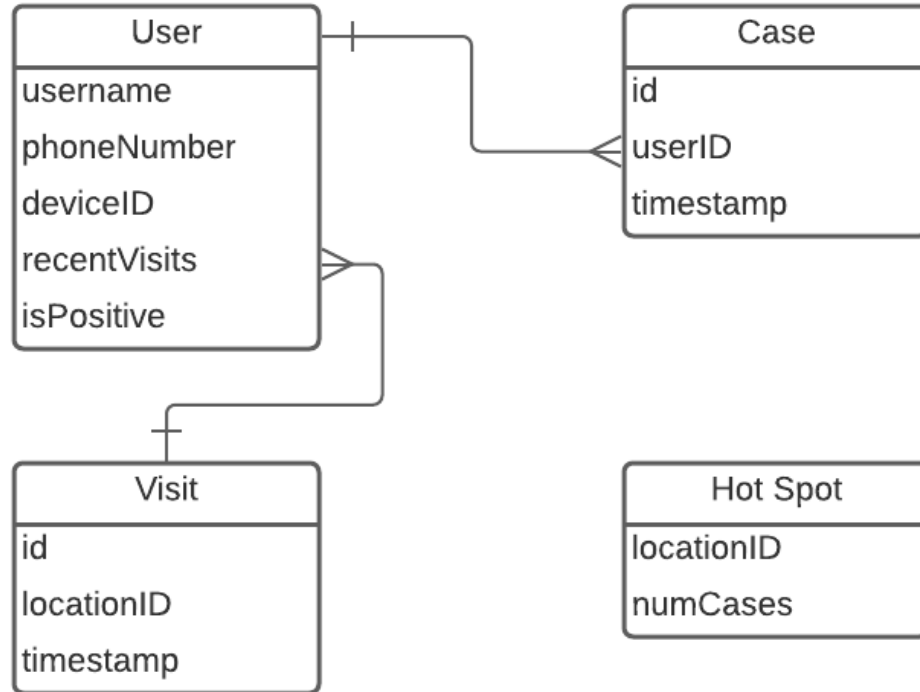 User
username
phoneNumber
deviceID
recentVisits
isPositive
Case
id
userID
timestamp
Visit
id
locationID
timestamp
Hot Spot
locationID
numCases